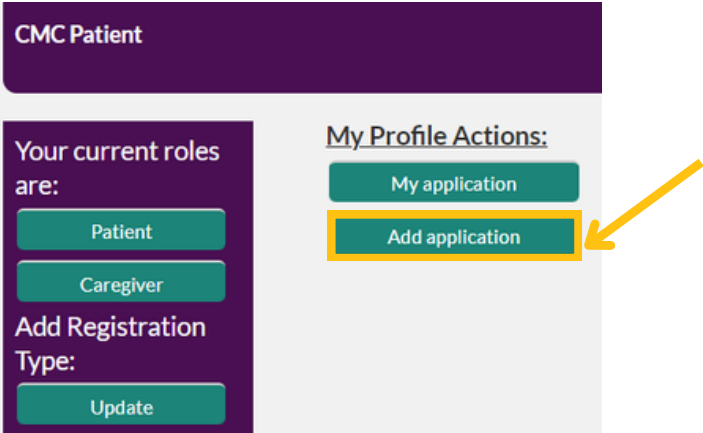 CMC Patient
Your current roles
are:
Patient
Caregiver
Add Registration
Type:
Update
My Profile Actions:
My application
Add application